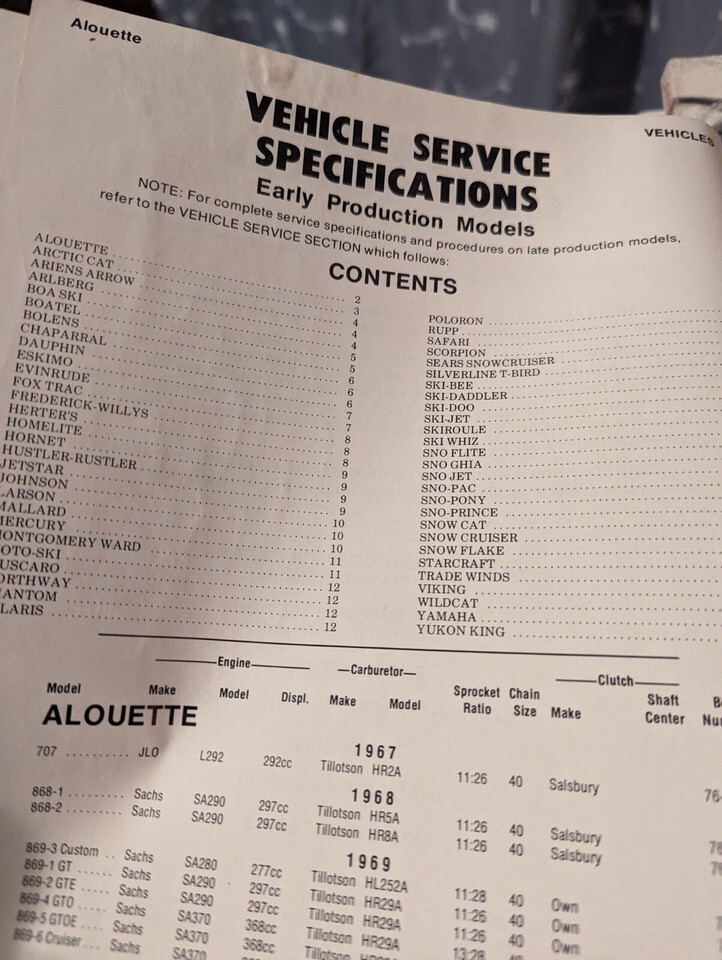 Alouette
VEHICLES
VEHICLE SERVICE
SPECIFICATIONS
Early Production Models
NOTE: For complete service specifications and procedures on late production models,
refer to the VEHICLE SERVICE SECTION which follows:
CONTENTS
ALOUETTE 2
ARCTIC CAT 3
ARIENS ARROW 4
ARLBERG 4
BOA SKI 4
BOATEL 5
BOLENS 5
CHAPARRAL 6
DAUPHIN 6
ESKIMO 6
EVINRUDE 7
FOX TRAC 7
FREDERICK-WILLYS 8
HERTER'S 8
HOMELITE 8
HORNET 9
HUSTLER-RUSTLER 9
JETSTAR 9
JOHNSON 9
LARSON 10
MALLARD 10
MERCURY 10
MONTGOMERY WARD 11
OTO-SKI 11
USCARO 12
ORTHWAY 12
ANTOM 12
LARIS 12
POLORON
RUPP
SAFARI
SCORPION
SEARS SNOWCRUISER
SILVERLINE T-BIRD
SKI-BEE
SKI-DADDLER
SKI-DOO
SKI-JET
SKIROULE
SKI WHIZ
SNO FLITE
SNO GHIA
SNO JET
SNO-PAC
SNO-PONY
SNO-PRINCE
SNOW CAT
SNOW CRUISER
SNOW FLAKE
STARCRAFT
TRADE WINDS
VIKING
WILDCAT
YAMAHA
YUKON KING
Engine Carburetor Clutch
Model Make Model Displ. Make Model Sprocket Ratio Chain Size Make Shaft Center
ALOUETTE
1967
707 JLO L292 292cc Tillotson HR2A 11:26 40 Salsbury 76-
1968
868-1 Sachs SA290 297cc Tillotson HR5A 11:26 40 Salsbury
868-2 Sachs SA290 297cc Tillotson HR8A 11:26 40 Salsbury
1969
869-3 Custom Sachs SA280 277cc Tillotson HL252A 11:28 40 Own
869-1 GT Sachs SA290 297cc Tillotson HR29A 11:26 40 Own
869-2 GTE Sachs SA290 297cc Tillotson HR29A 11:26 40 Own
869-4 GTO Sachs SA370 368cc Tillotson HR29A 13:28
869-5 GTOE Sachs SA370 368cc Tillotson
869-6 Cruiser Sachs SA370